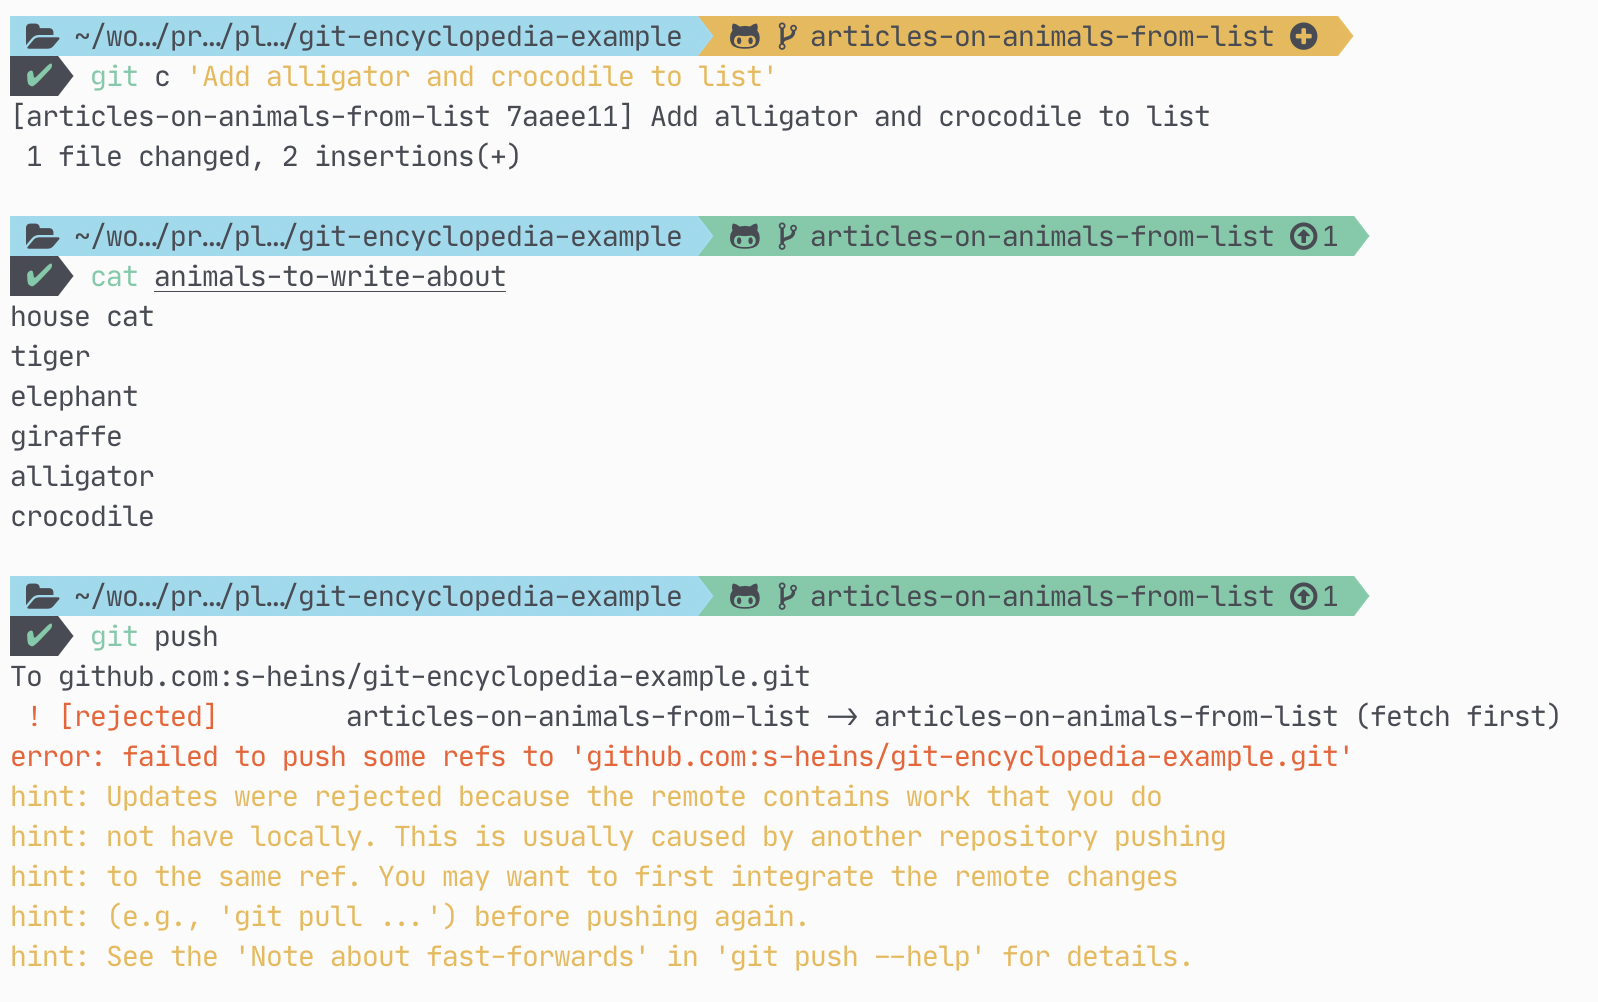 ~/wo…/pr…/pl…/git-encyclopedia-example articles-on-animals-from-list
✔ git c 'Add alligator and crocodile to list'
[articles-on-animals-from-list 7aaee11] Add alligator and crocodile to list
1 file changed, 2 insertions(+)
~/wo…/pr…/pl…/git-encyclopedia-example articles-on-animals-from-list 1
✔ cat animals-to-write-about
house cat
tiger
elephant
giraffe
alligator
crocodile
~/wo…/pr…/pl…/git-encyclopedia-example articles-on-animals-from-list 1
✔ git push
To github.com:s-heins/git-encyclopedia-example.git
! [rejected] articles-on-animals-from-list -> articles-on-animals-from-list (fetch first)
error: failed to push some refs to 'github.com:s-heins/git-encyclopedia-example.git'
hint: Updates were rejected because the remote contains work that you do
hint: not have locally. This is usually caused by another repository pushing
hint: to the same ref. You may want to first integrate the remote changes
hint: (e.g., 'git pull ...') before pushing again.
hint: See the 'Note about fast-forwards' in 'git push --help' for details.